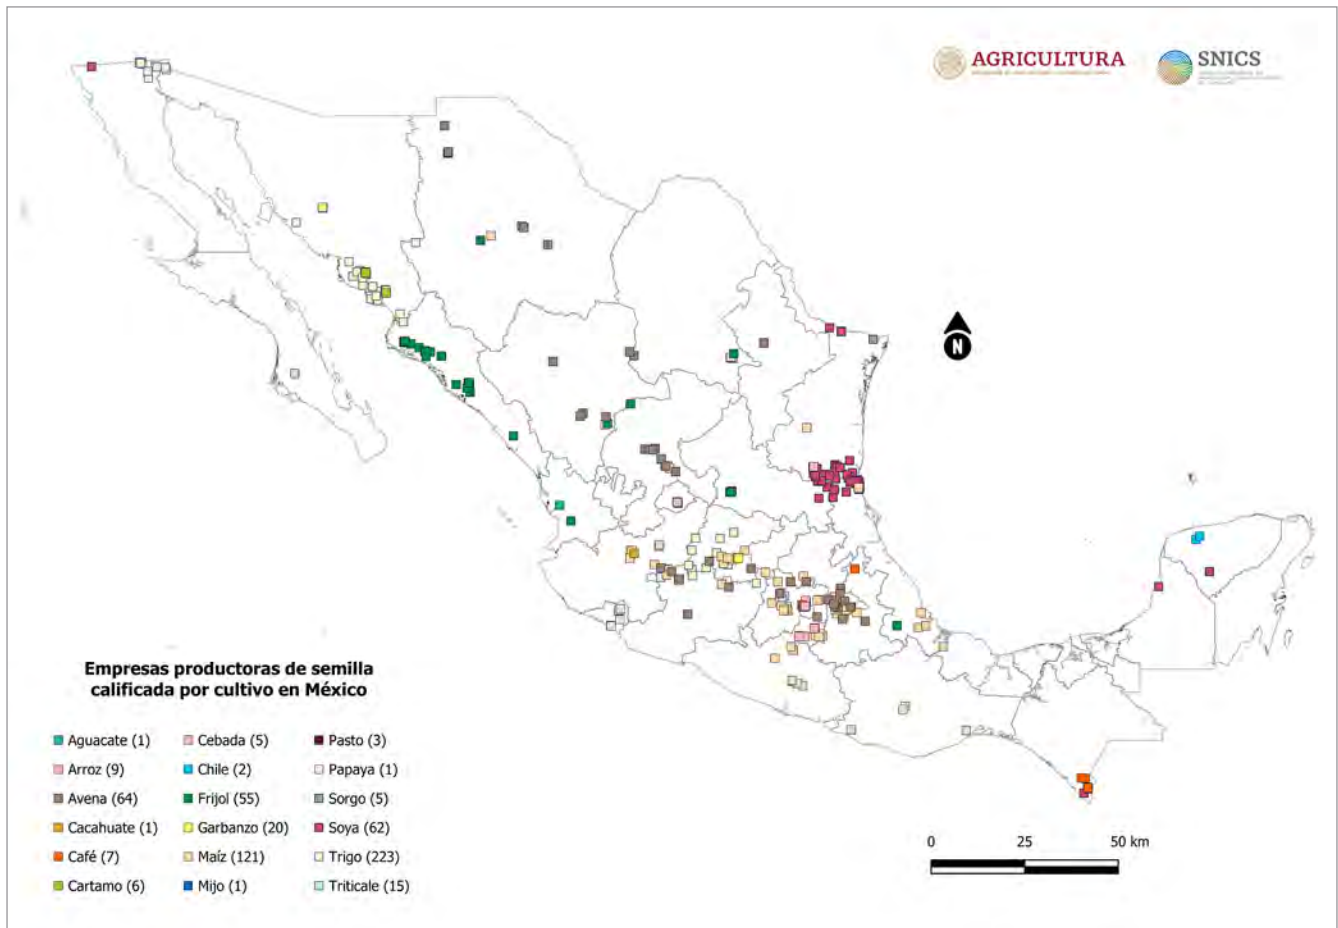 AGRICULTURA
SNICS
N
Empresas productoras de semilla
calificada por cultivo en México
Aguacate (1)
Arroz (9)
Avena (64)
Cacahuate (1)
Café (7)
Cartamo (6)
Cebada (5)
Chile (2)
Frijol (55)
Garbanzo (20)
Maíz (121)
Mijo (1)
Pasto (3)
Papaya (1)
Sorgo (5)
Soya (62)
Trigo (223)
Triticale (15)
0 25 50 km